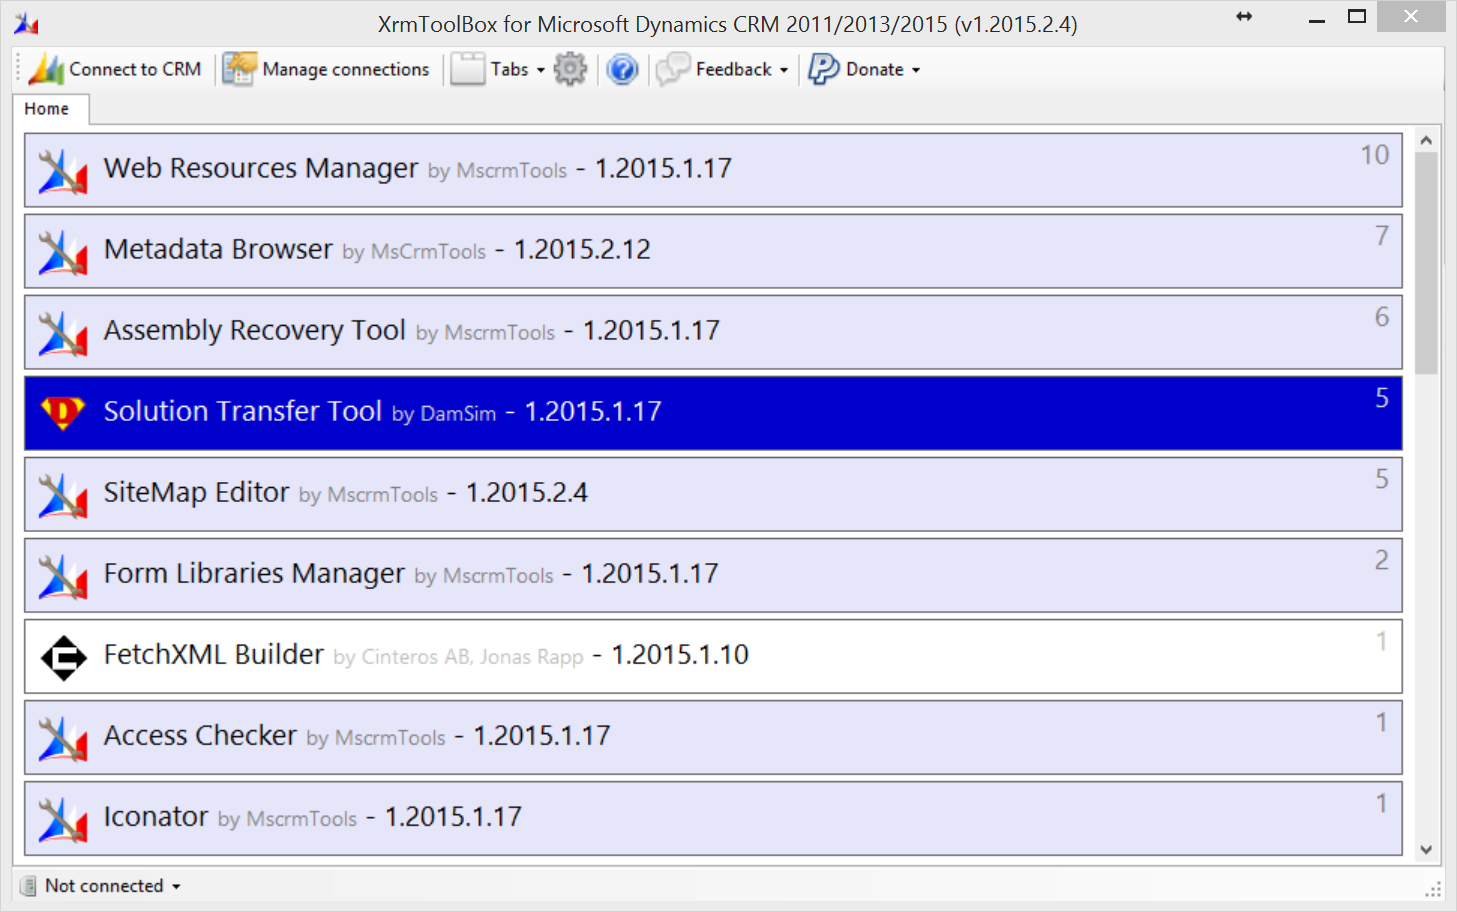 XrmToolBox for Microsoft Dynamics CRM 2011/2013/2015 (v1.2015.2.4)
Connect to CRM Manage connections Tabs Feedback Donate
Home
Web Resources Manager by MscrmTools - 1.2015.1.17 10
Metadata Browser by MsCrmTools - 1.2015.2.12 7
Assembly Recovery Tool by MscrmTools - 1.2015.1.17 6
D Solution Transfer Tool by DamSim - 1.2015.1.17 5
SiteMap Editor by MscrmTools - 1.2015.2.4 5
Form Libraries Manager by MscrmTools - 1.2015.1.17 2
FetchXML Builder by Cinteros AB, Jonas Rapp - 1.2015.1.10 1
Access Checker by MscrmTools - 1.2015.1.17 1
Iconator by MscrmTools - 1.2015.1.17 1
Not connected